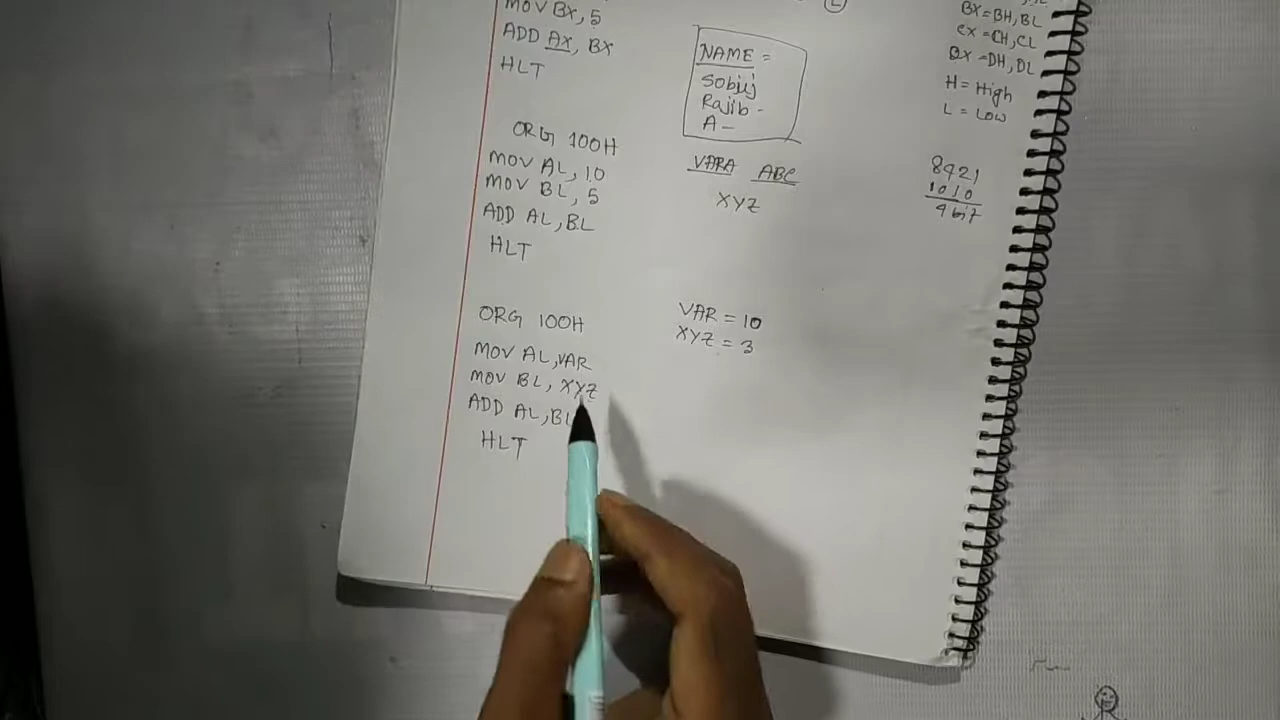 MOV BX, 5
ADD AX, BX
HLT
ORG 100H
MOV AL, 10
MOV BL, 5
ADD AL, BL
HLT
ORG 100H
MOV AL, VAR
MOV BL, XYZ
ADD AL, BL
HLT
L
NAME =
Sobuj
Rajib -
A -
VARA ABC
XYZ
VAR = 10
XYZ = 3
BX = BH, BL
CX = CH, CL
DX = DH, DL
H = High
L = Low
8421
1010
4 bit